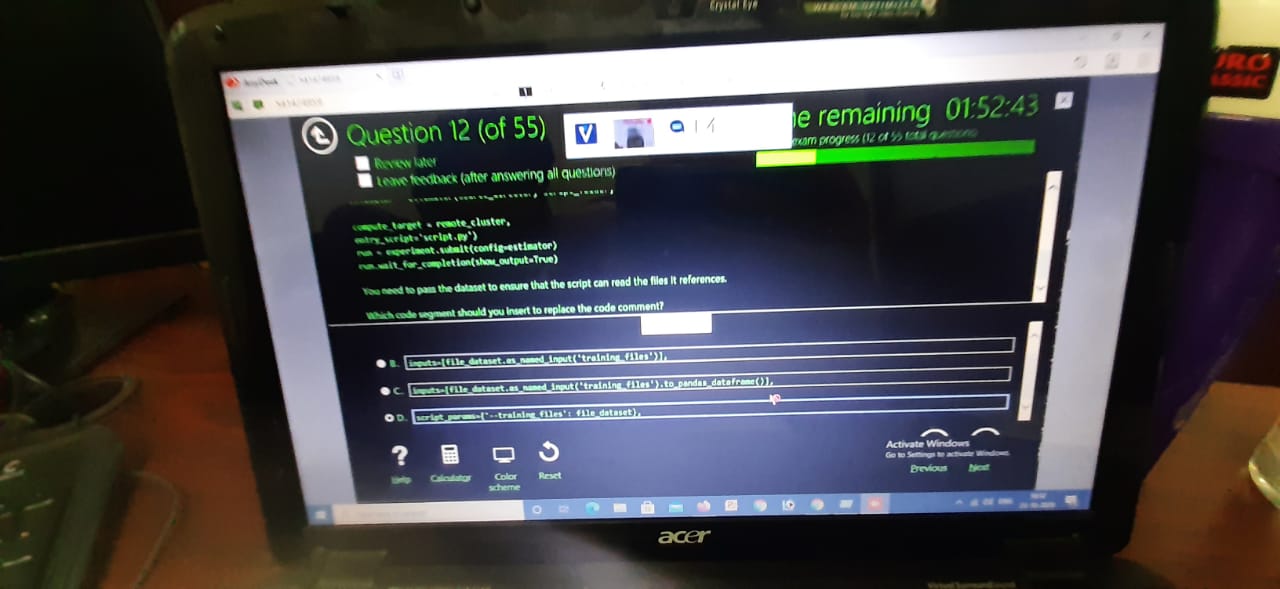 Crystal Eye
AnyDesk
1
Question 12 (of 55)
V
e remaining 01:52:43
exam progress (12 of 55 total questions)
Review later
Leave feedback (after answering all questions)
compute_target = remote_cluster,
entry_script='script.py')
run = experiment.submit(config=estimator)
run.wait_for_completion(show_output=True)
You need to pass the dataset to ensure that the script can read the files it references.
Which code segment should you insert to replace the code comment?
B. inputs=[file_dataset.as_named_input('training_files')],
C. inputs=[file_dataset.as_named_input('training_files').to_pandas_dataframe()],
D. script_params={'--training_files': file_dataset},
Help
Calculator
Color
scheme
Reset
Activate Windows
Go to Settings to activate Windows.
Previous
Next
acer
URO
ASSIC